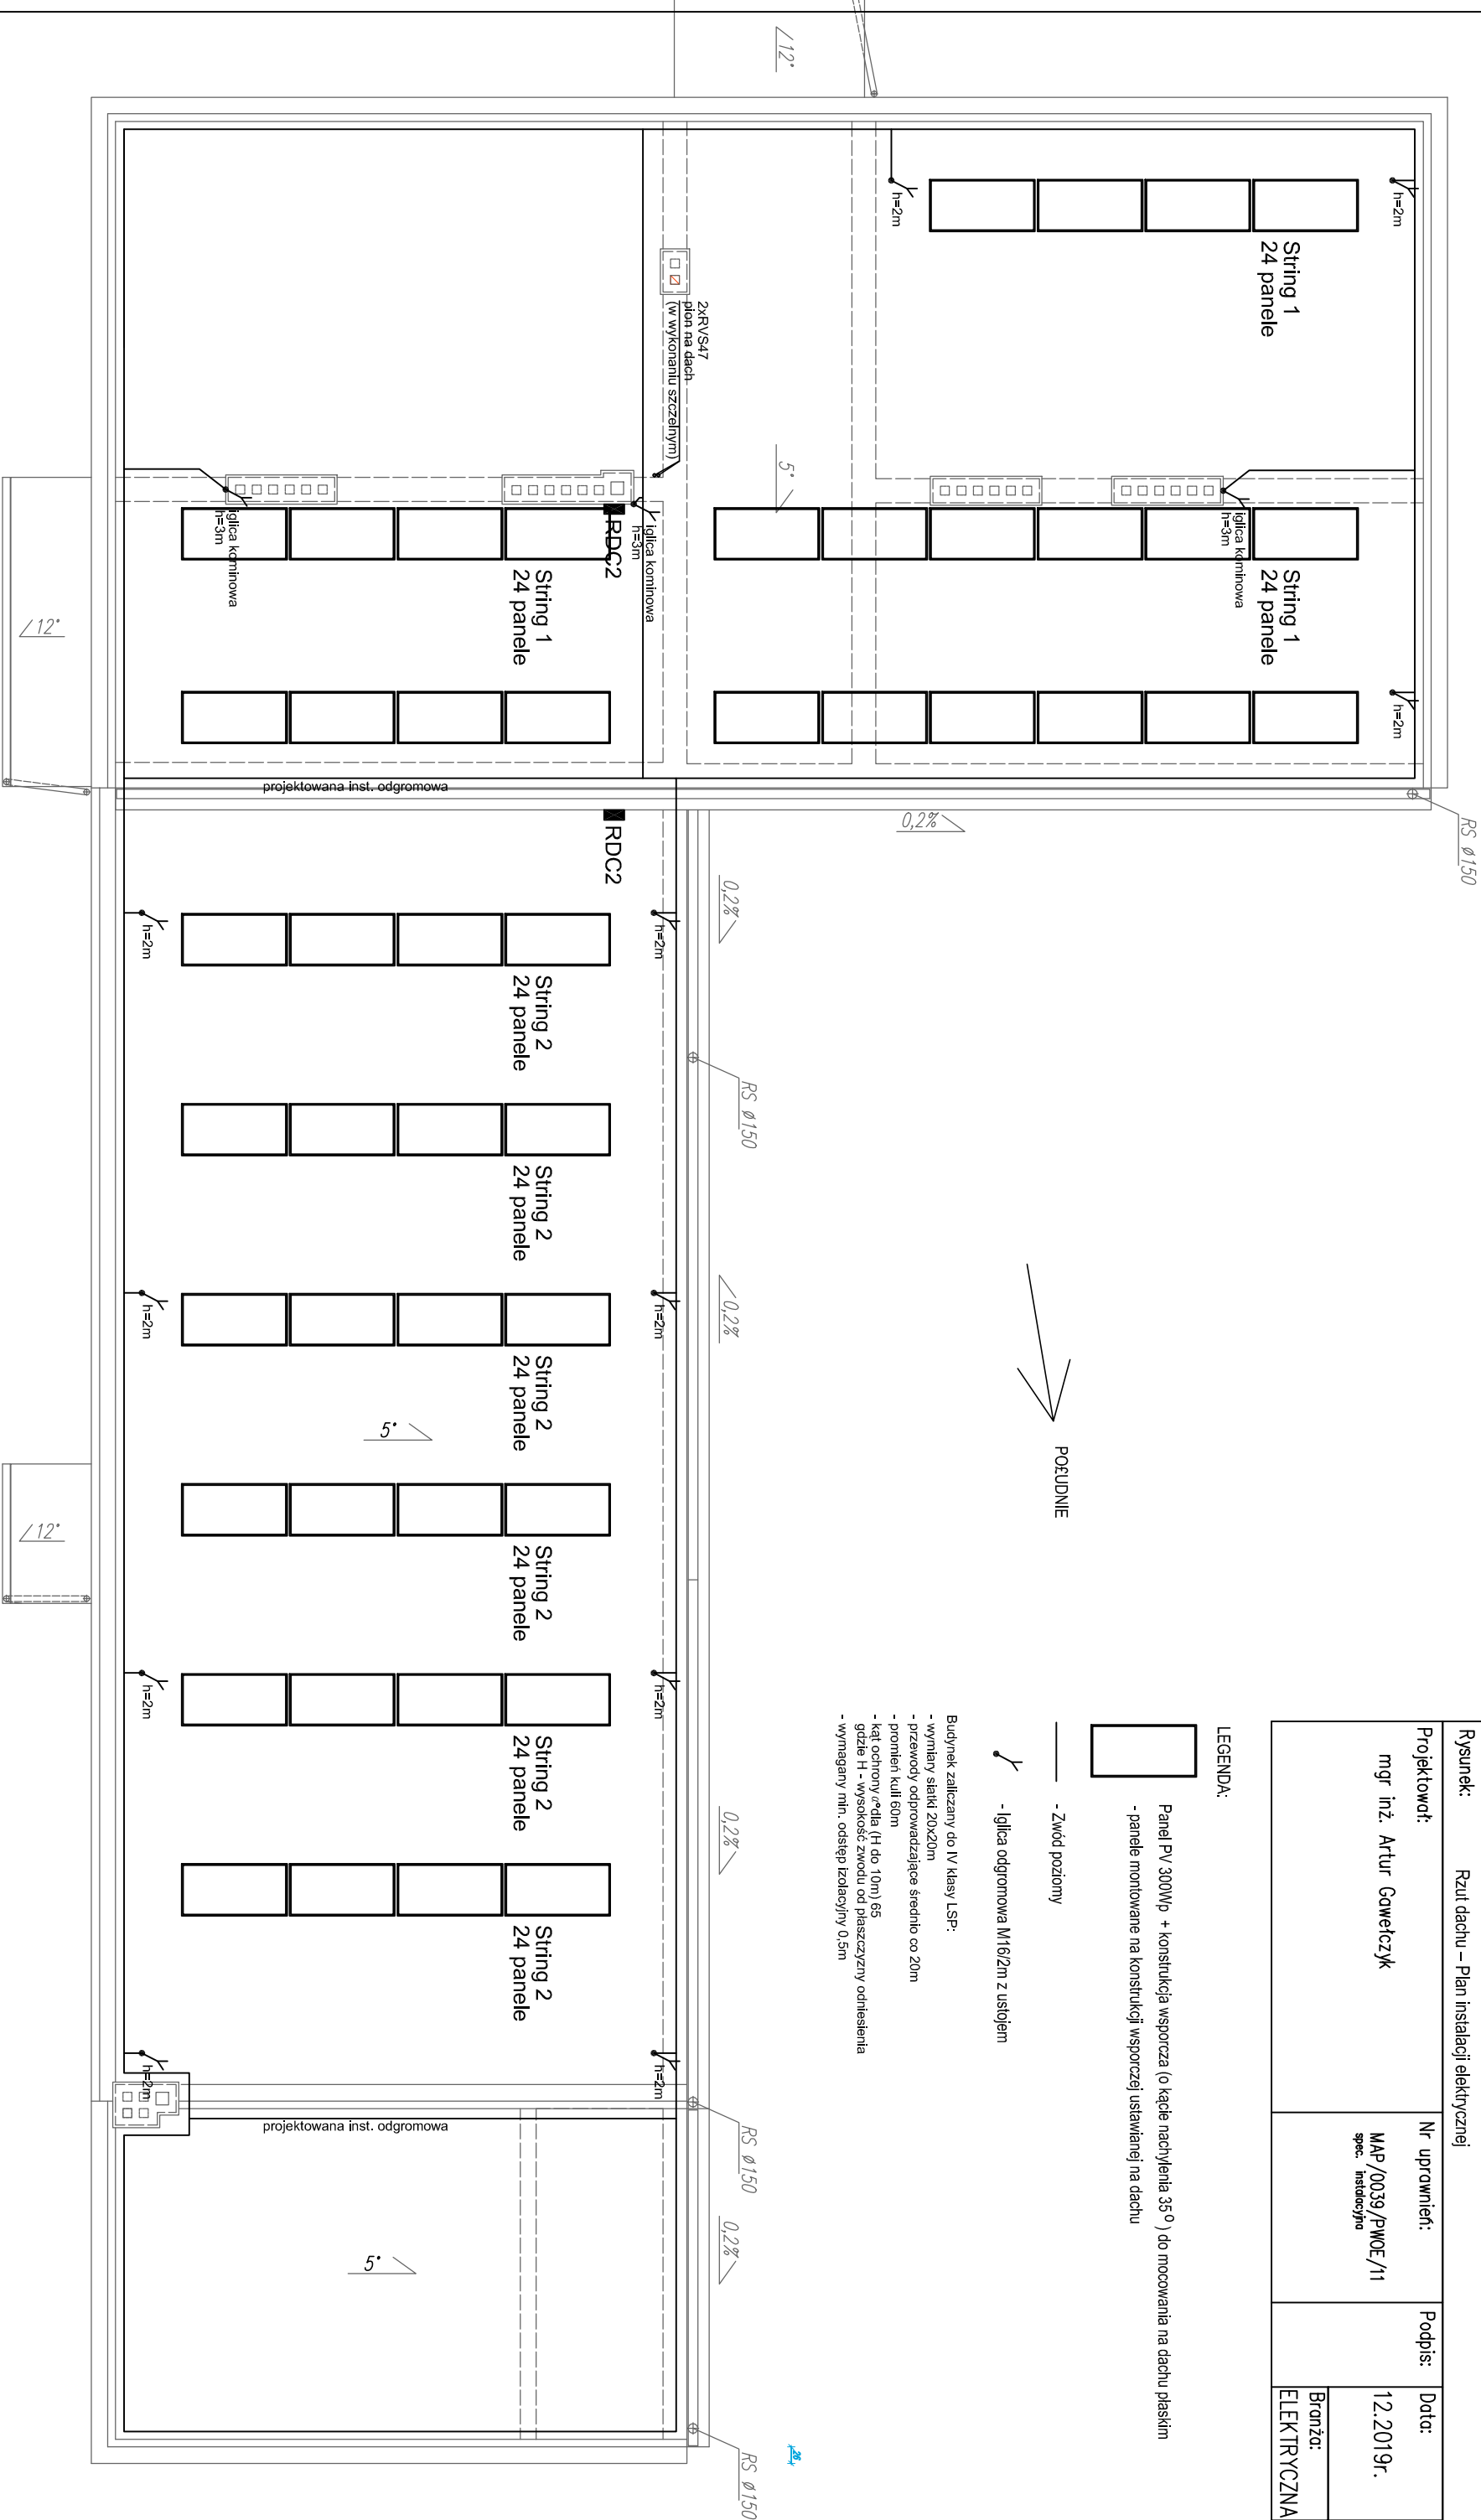 Rysunek: Rzut dachu – Plan instalacji elektrycznej
Projektował: Nr uprawnień: Podpis: Data:
mgr inż. Artur Gawełczyk
MAP/0039/PWOE/11
spec. instalacyjna
12.2019r.
Branża:
ELEKTRYCZNA
LEGENDA:
Panel PV 300Wp + konstrukcja wsporcza (o kącie nachylenia 35⁰ ) do mocowania na dachu płaskim
- panele montowane na konstrukcji wsporczej ustawianej na dachu
- Zwód poziomy
- Iglica odgromowa M16/2m z ustojem
Budynek zaliczany do IV klasy LSP:
- wymiary siatki 20x20m
- przewody odprowadzające średnio co 20m
- promień kuli 60m
- kąt ochrony α°dla (H do 10m) 65
gdzie H - wysokość zwodu od płaszczyzny odniesienia
- wymagany min. odstęp izolacyjny 0,5m
POŁUDNIE
RS ø150
h=2m
h=2m
String 1
24 panele
12°
2xRVS47
pion na dach
(w wykonaniu szczelnym)
5°
iglica kominowa
h=3m
String 1
24 panele
h=2m
iglica kominowa
h=3m
RDC2
String 1
24 panele
iglica kominowa
h=3m
12°
projektowana inst. odgromowa
0,2%
RDC2
0,2%
h=2m
h=2m
String 2
24 panele
RS ø150
String 2
24 panele
0,2%
h=2m
h=2m
String 2
24 panele
5°
String 2
24 panele
12°
h=2m
h=2m
String 2
24 panele
0,2%
String 2
24 panele
h=2m
h=2m
RS ø150
projektowana inst. odgromowa
0,2%
5°
RS ø150
26